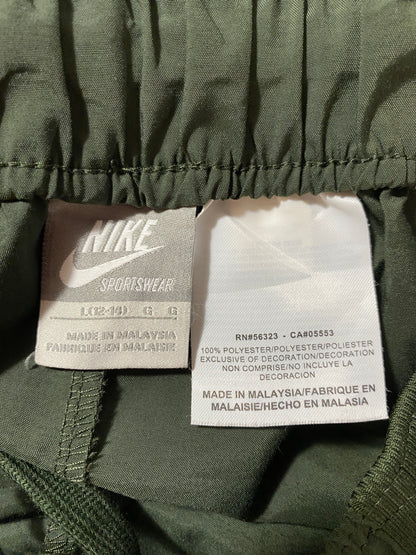 NIKE
SPORTSWEAR
L(12-14) G G
MADE IN MALAYSIA
FABRIQUE EN MALAISIE
RN#56323 - CA#05553
100% POLYESTER/POLYESTER/POLIESTER
EXCLUSIVE OF DECORATION/DECORATION
NON COMPRISE/NO INCLUYE LA
DECORACION
MADE IN MALAYSIA/FABRIQUE EN
MALAISIE/HECHO EN MALASIA